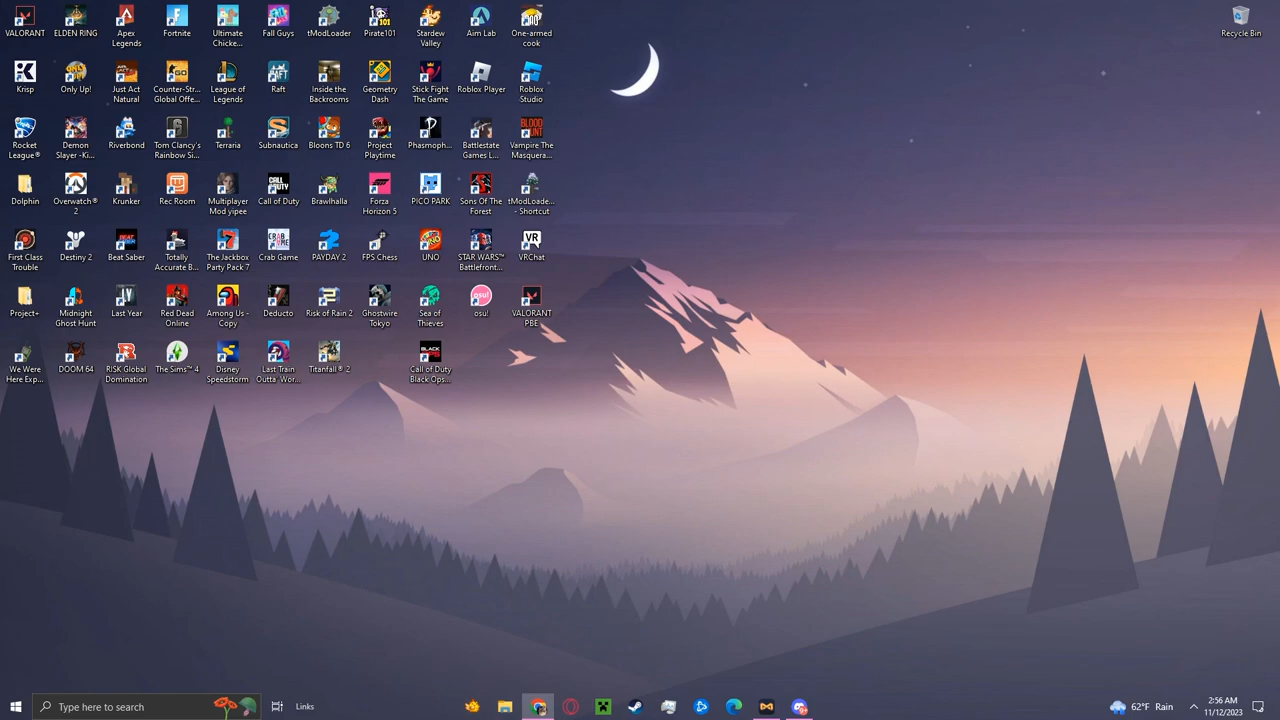 VALORANT
ELDEN RING
Apex
Legends
Fortnite
Ultimate
Chicke...
Fall Guys
tModLoader
Pirate101
Stardew
Valley
Aim Lab
One-armed
cook
Recycle Bin
Krisp
Only Up!
Just Act
Natural
Counter-Str...
Global Offe...
League of
Legends
Raft
Inside the
Backrooms
Geometry
Dash
Stick Fight
The Game
Roblox Player
Roblox
Studio
Rocket
League®
Demon
Slayer -Ki...
Riverbond
Tom Clancy's
Rainbow Si...
Terraria
Subnautica
Bloons TD 6
Project
Playtime
Phasmoph...
Battlestate
Games L...
Vampire The
Masquera...
Dolphin
Overwatch®
2
Krunker
Rec Room
Multiplayer
Mod yipee
Call of Duty
Brawlhalla
Forza
Horizon 5
PICO PARK
Sons Of The
Forest
tModLoade...
- Shortcut
First Class
Trouble
Destiny 2
Beat Saber
Totally
Accurate B...
The Jackbox
Party Pack 7
Crab Game
PAYDAY 2
FPS Chess
UNO
STAR WARS™
Battlefront...
VRChat
Project+
Midnight
Ghost Hunt
Last Year
Red Dead
Online
Among Us -
Copy
Deducto
Risk of Rain 2
Ghostwire
Tokyo
Sea of
Thieves
osu!
VALORANT
PBE
We Were
Here Exp...
DOOM 64
RISK Global
Domination
The Sims™ 4
Disney
Speedstorm
Last Train
Outta' Wor...
Titanfall® 2
Call of Duty
Black Ops...
Type here to search
Links
62°F Rain
2:56 AM
11/12/2023